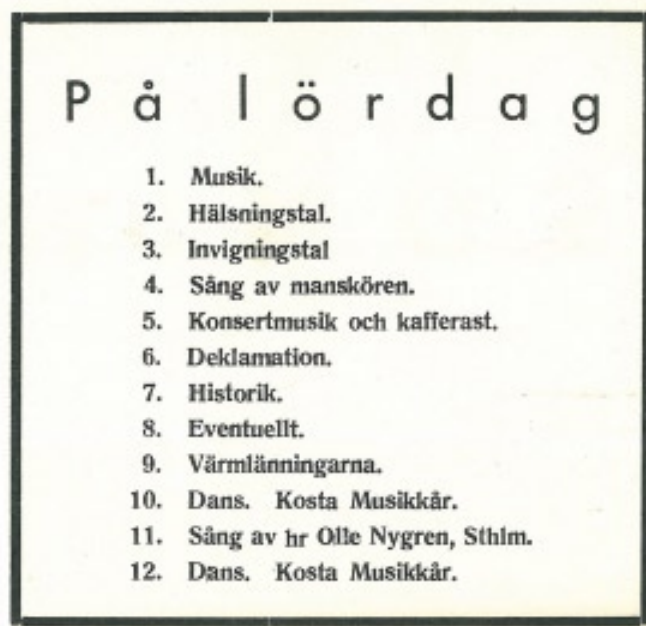 På lördag
1. Musik.
2. Hälsningstal.
3. Invigningstal
4. Sång av manskören.
5. Konsertmusik och kafferast.
6. Deklamation.
7. Historik.
8. Eventuellt.
9. Värmlänningarna.
10. Dans. Kosta Musikkår.
11. Sång av hr Olle Nygren, Sthlm.
12. Dans. Kosta Musikkår.